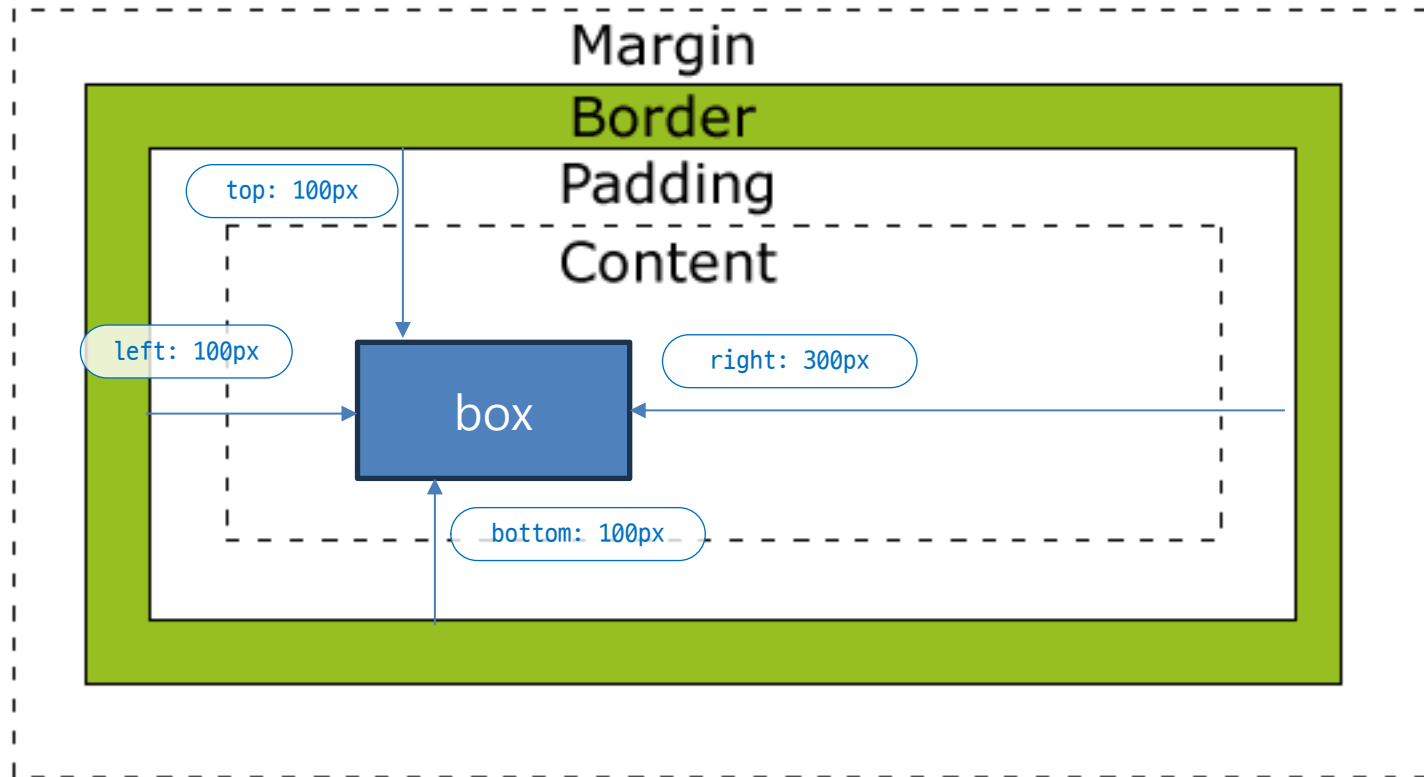 Margin
Border
Padding
top: 100px
Content
left: 100px
right: 300px
box
bottom: 100px